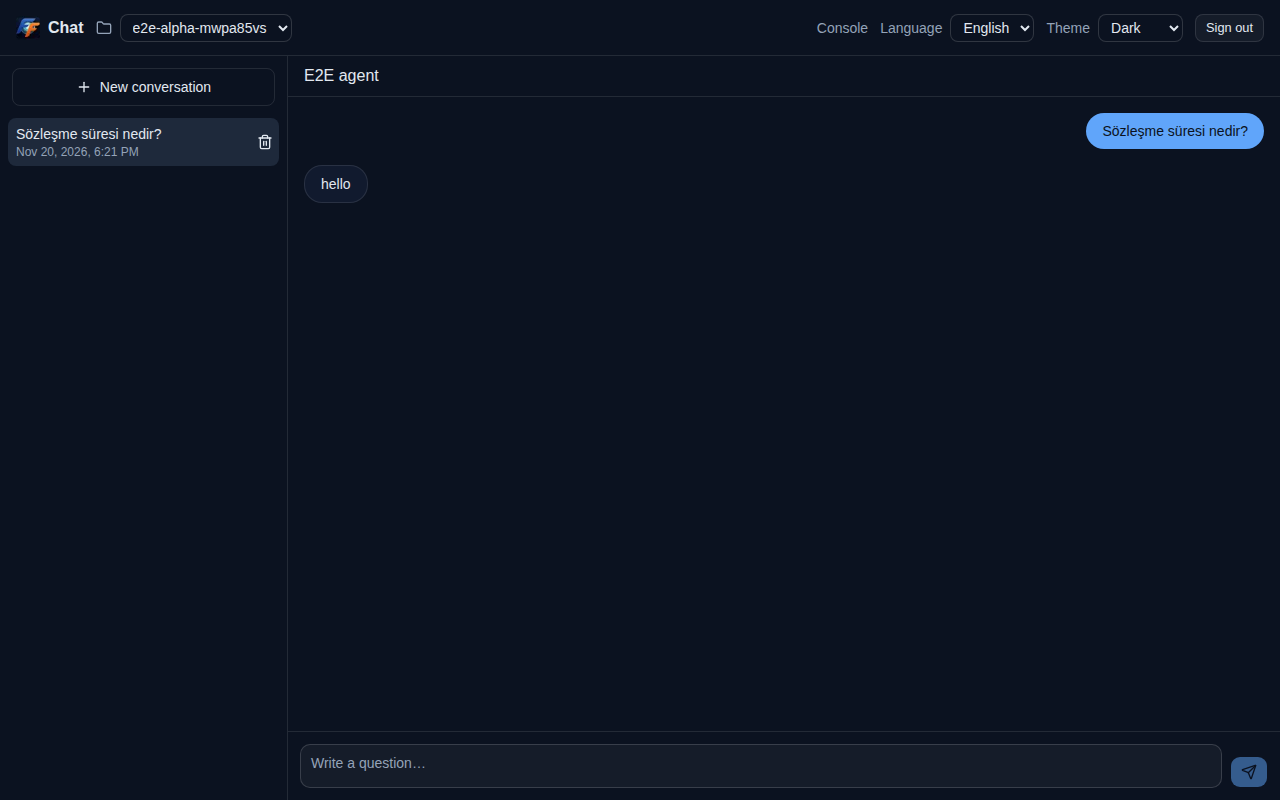 Chat
e2e-alpha-mwpa85vs
Console
Language
English
Theme
Dark
Sign out
New conversation
Sözleşme süresi nedir?
Nov 20, 2026, 6:21 PM
E2E agent
Sözleşme süresi nedir?
hello
Write a question…